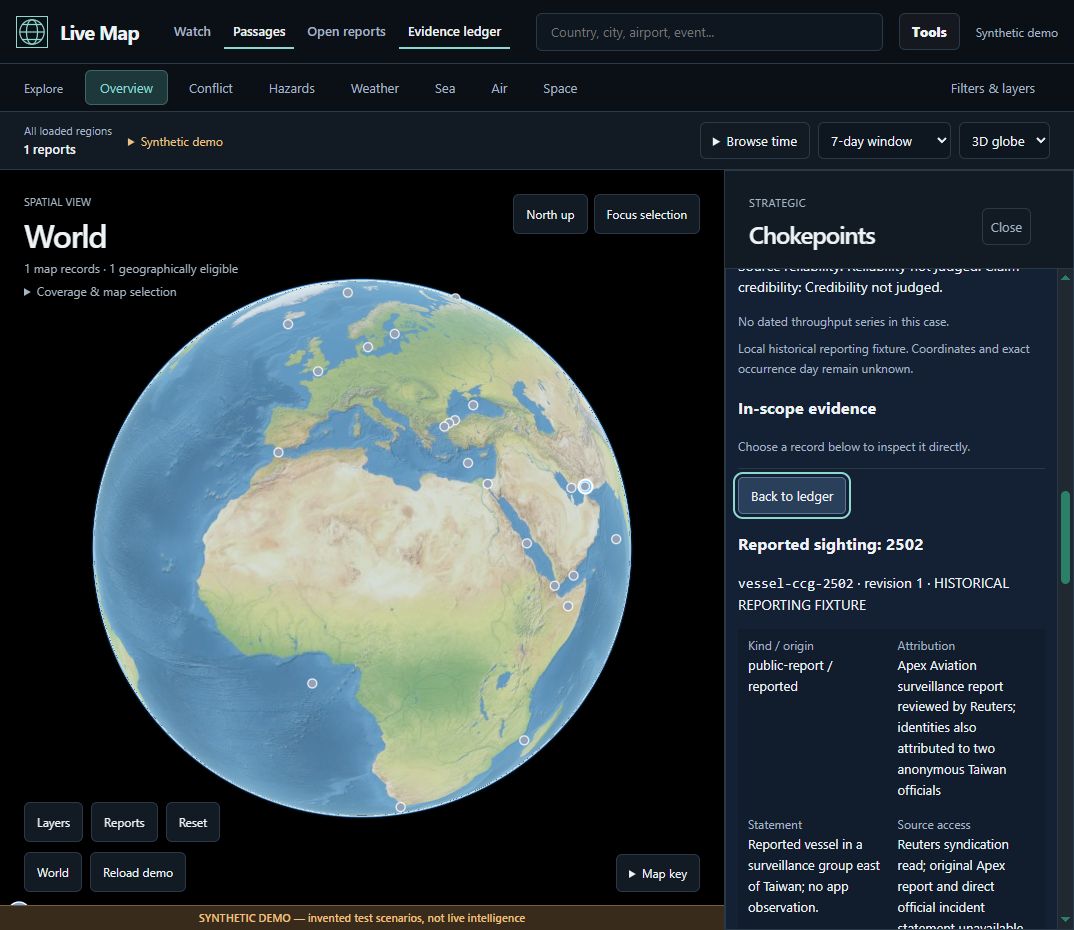 Live Map
Watch
Passages
Open reports
Evidence ledger
Country, city, airport, event...
Tools
Synthetic demo
Explore
Overview
Conflict
Hazards
Weather
Sea
Air
Space
Filters & layers
All loaded regions
1 reports
Synthetic demo
Browse time
7-day window
3D globe
SPATIAL VIEW
World
1 map records · 1 geographically eligible
Coverage & map selection
North up
Focus selection
Layers
Reports
Reset
World
Reload demo
Map key
SYNTHETIC DEMO — invented test scenarios, not live intelligence
STRATEGIC
Chokepoints
Close
Source reliability: Reliability not judged. Claim
credibility: Credibility not judged.
No dated throughput series in this case.
Local historical reporting fixture. Coordinates and exact
occurrence day remain unknown.
In-scope evidence
Choose a record below to inspect it directly.
Back to ledger
Reported sighting: 2502
vessel-ccg-2502 · revision 1 · HISTORICAL
REPORTING FIXTURE
Kind / origin
public-report /
reported
Attribution
Apex Aviation
surveillance report
reviewed by Reuters;
identities also
attributed to two
anonymous Taiwan
officials
Statement
Reported vessel in a
surveillance group east
of Taiwan; no app
observation.
Source access
Reuters syndication
read; original Apex
report and direct
official incident
statement unavailable